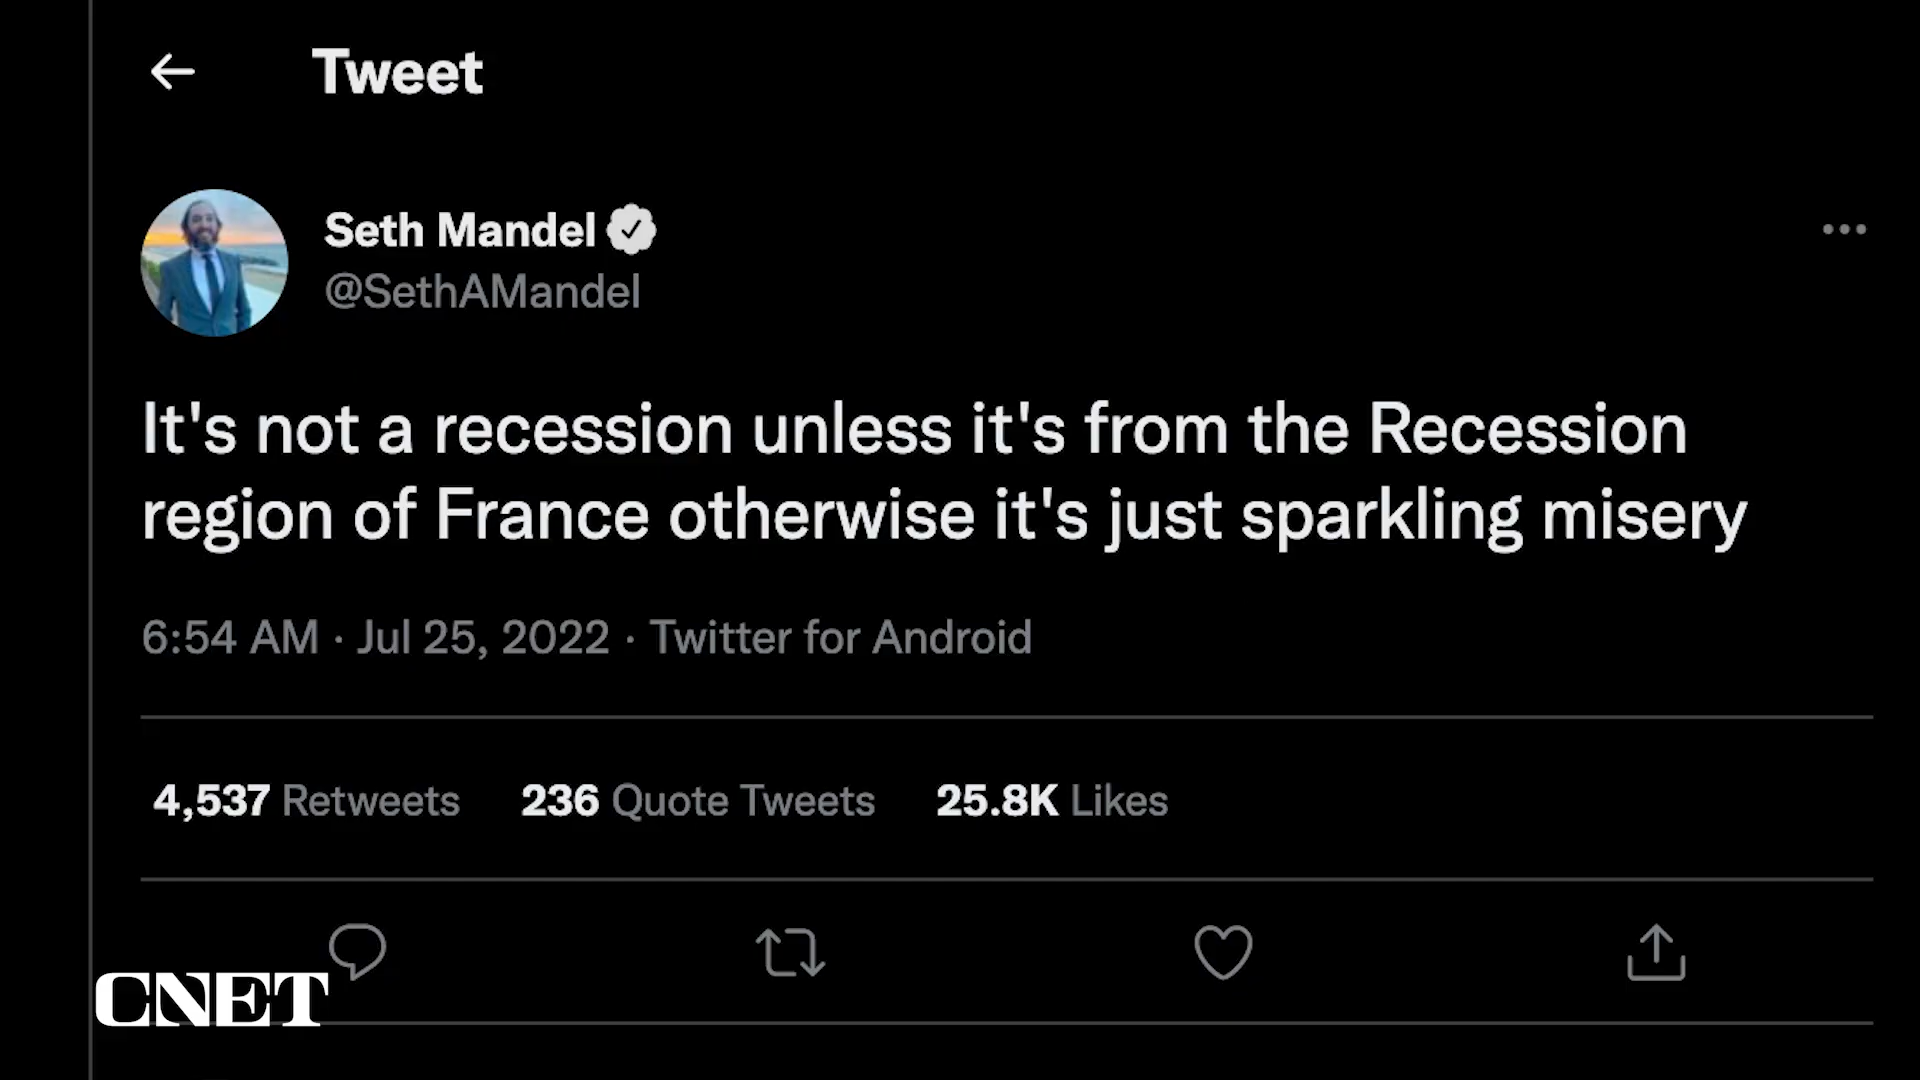 Tweet
Seth Mandel
@SethAMandel
It's not a recession unless it's from the Recession
region of France otherwise it's just sparkling misery
6:54 AM · Jul 25, 2022 · Twitter for Android
4,537 Retweets 236 Quote Tweets 25.8K Likes
CNET